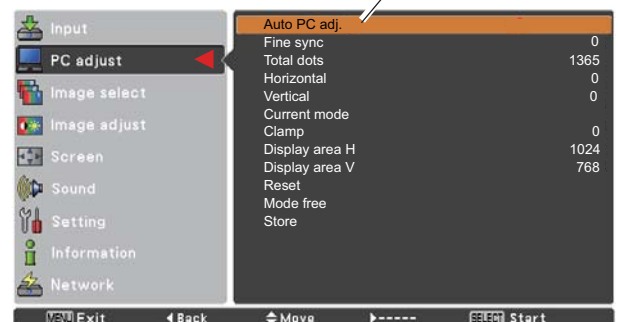 Input
PC adjust
Image select
Image adjust
Screen
Sound
Setting
Information
Network
Auto PC adj.
Fine sync 0
Total dots 1365
Horizontal 0
Vertical 0
Current mode
Clamp 0
Display area H 1024
Display area V 768
Reset
Mode free
Store
MENU Exit Back Move ----- SELECT Start